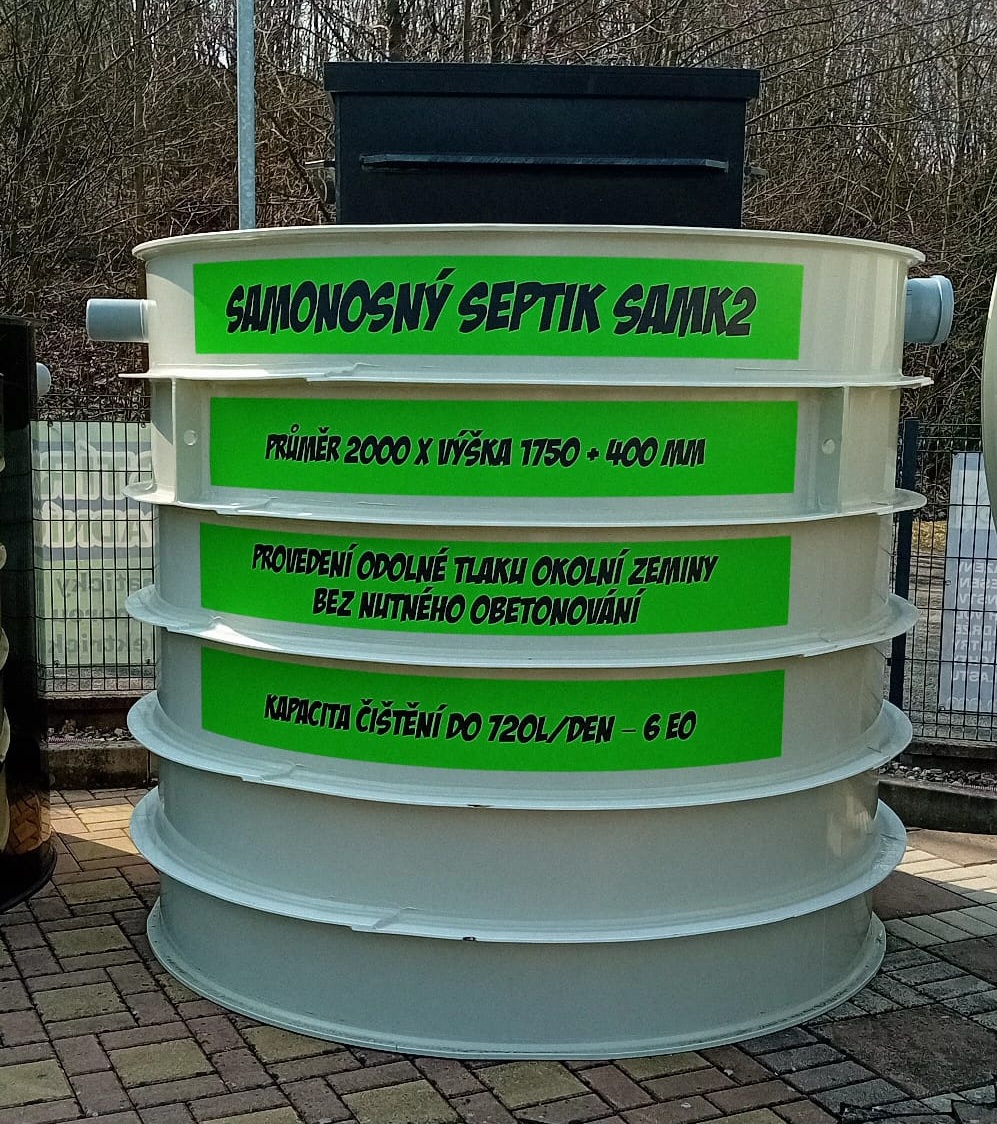 SAMONOSNÝ SEPTIK SAMK2
PRŮMĚR 2000 X VÝŠKA 1750 + 400 MM
PROVEDENÍ ODOLNÉ TLAKU OKOLNÍ ZEMINY
BEZ NUTNÉHO OBETONOVÁNÍ
KAPACITA ČIŠTĚNÍ DO 720L/DEN – 6 EO